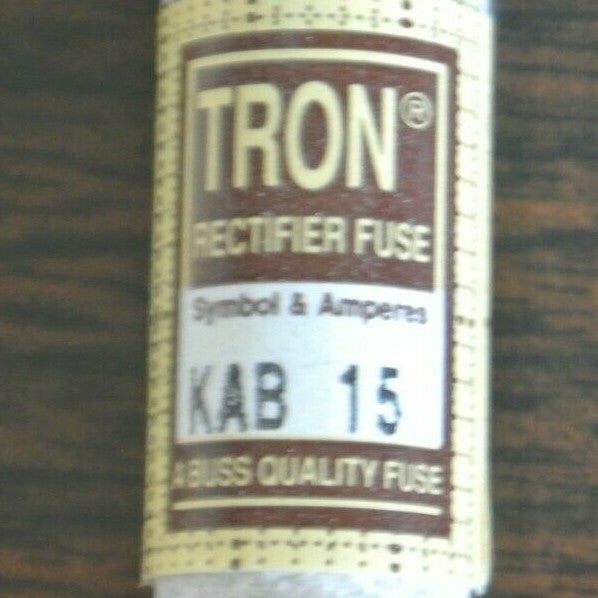 TRON®
RECTIFIER FUSE
Symbol & Amperes
KAB 15
A BUSS QUALITY FUSE